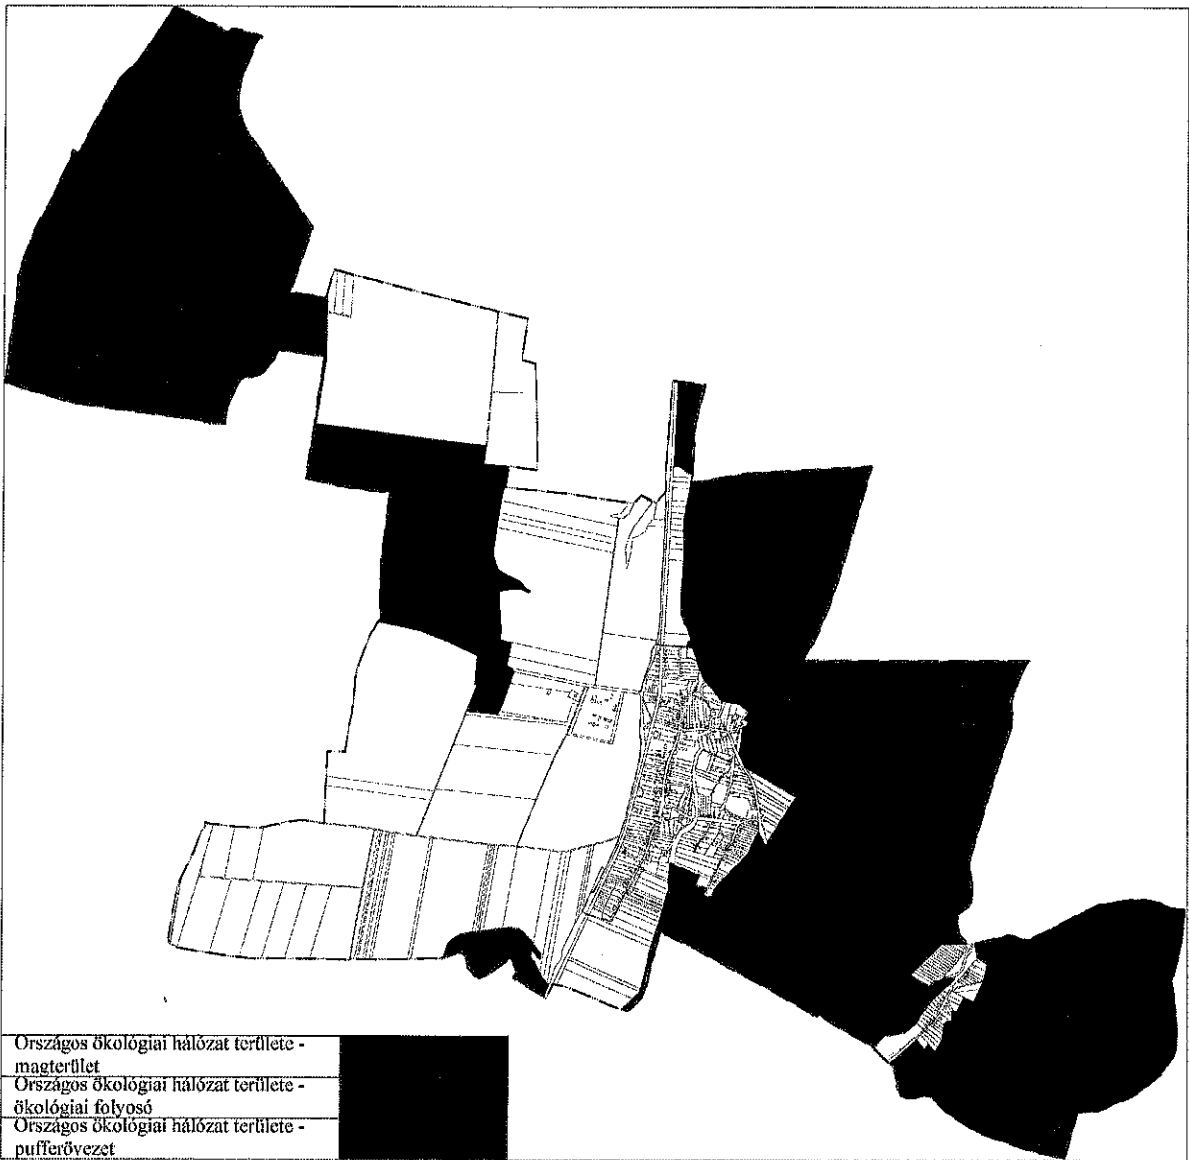 Országos ökológiai hálózat területe -
magterület
Országos ökológiai hálózat területe -
ökológiai folyosó
Országos ökológiai hálózat területe -
pufferövezet